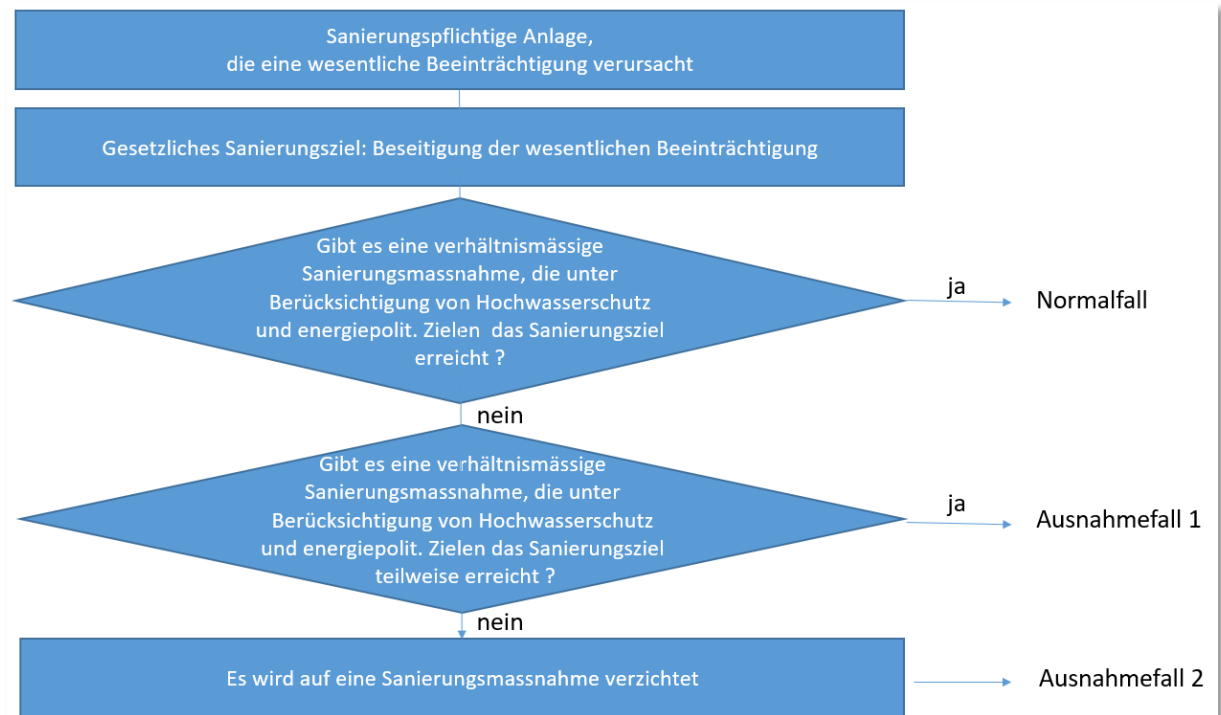 Sanierungspflichtige Anlage,
die eine wesentliche Beeinträchtigung verursacht
Gesetzliches Sanierungsziel: Beseitigung der wesentlichen Beeinträchtigung
Gibt es eine verhältnismässige
Sanierungsmassnahme, die unter
Berücksichtigung von Hochwasserschutz
und energiepolit. Zielen das Sanierungsziel
erreicht ?
ja
Normalfall
nein
Gibt es eine verhältnismässige
Sanierungsmassnahme, die unter
Berücksichtigung von Hochwasserschutz
und energiepolit. Zielen das Sanierungsziel
teilweise erreicht ?
ja
Ausnahmefall 1
nein
Es wird auf eine Sanierungsmassnahme verzichtet
Ausnahmefall 2